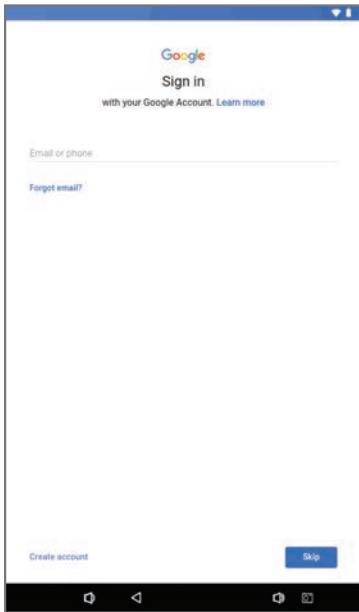 Google
Sign in
with your Google Account. Learn more
Email or phone
Forgot email?
Create account
Skip